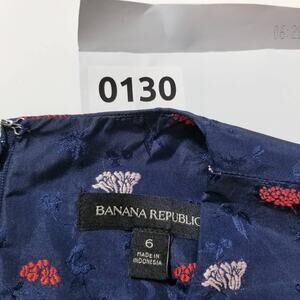 0130
BANANA REPUBLIC
6
MADE IN
INDONESIA